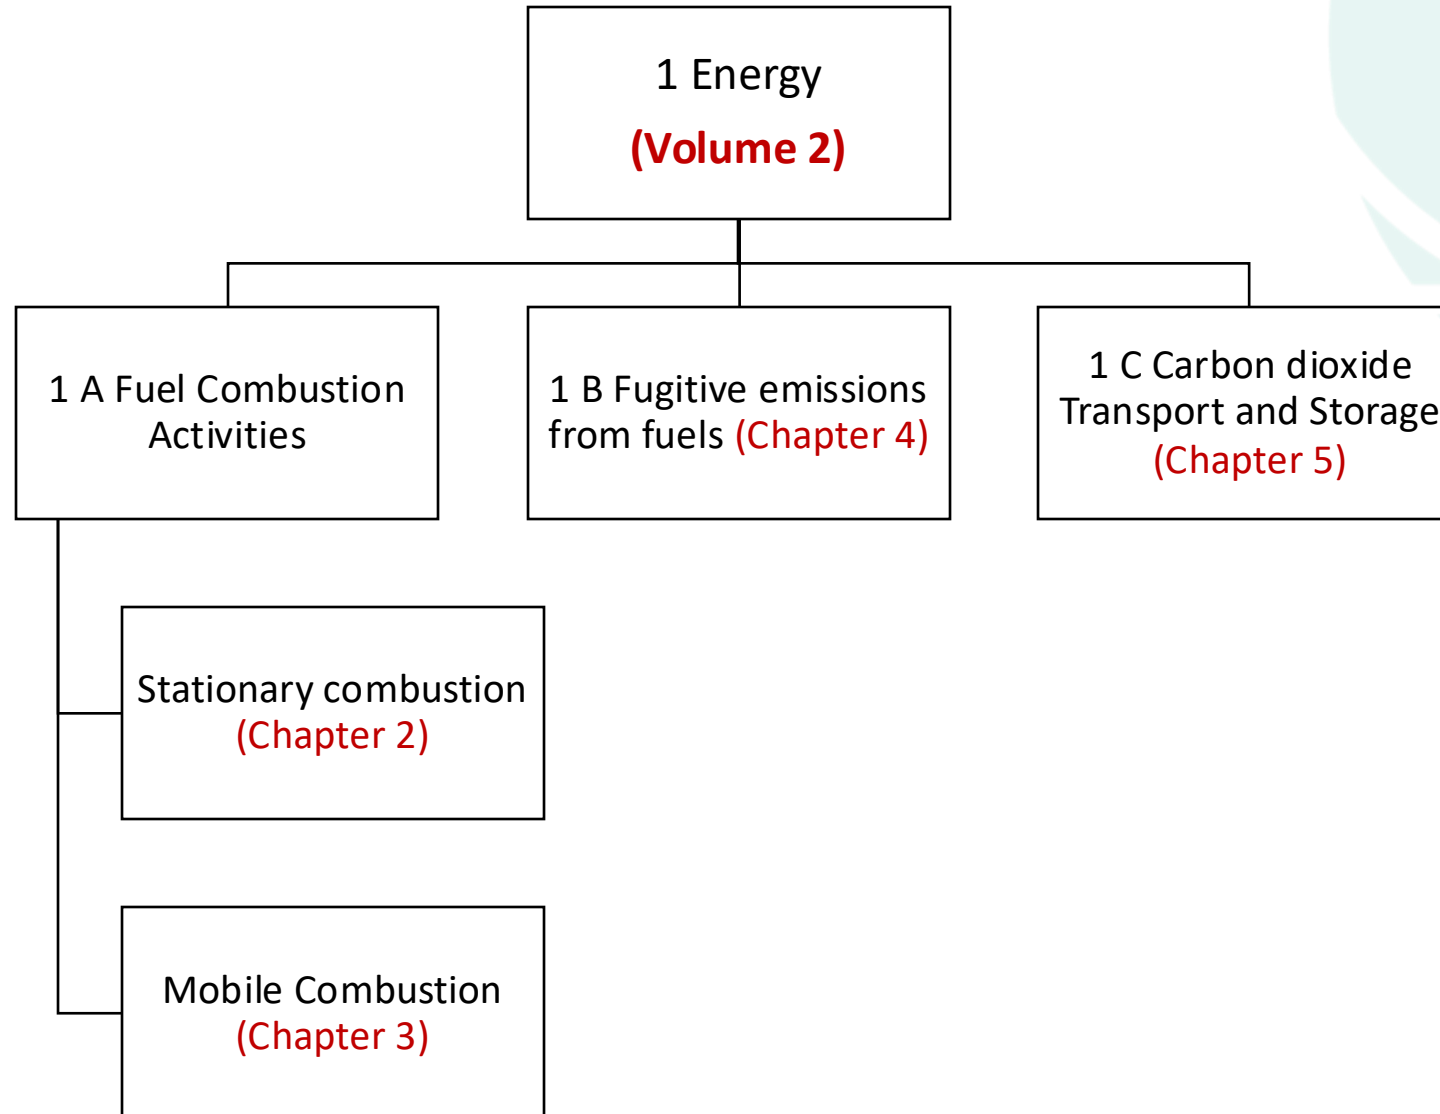 1 Energy
(Volume 2)
1 A Fuel Combustion
Activities
1 B Fugitive emissions
from fuels (Chapter 4)
1 C Carbon dioxide
Transport and Storage
(Chapter 5)
Stationary combustion
(Chapter 2)
Mobile Combustion
(Chapter 3)